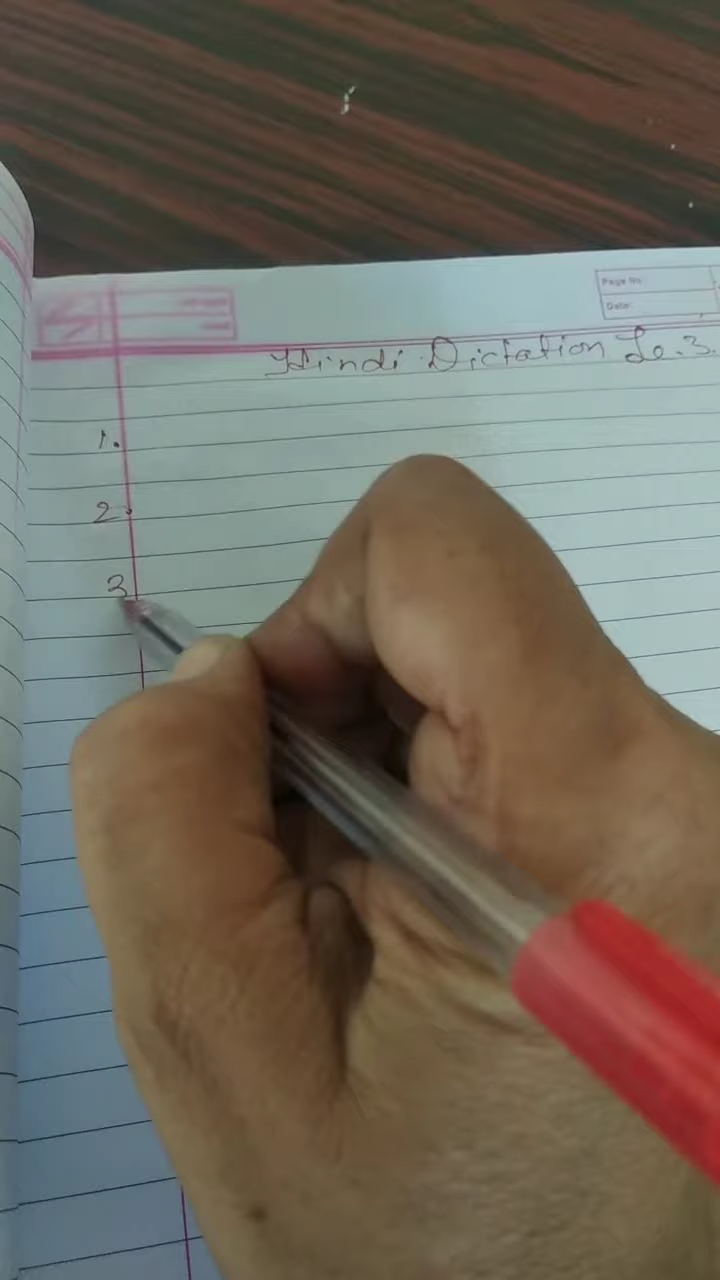 Page No.
Date:
Hindi Dictation Le.3.
1.
2.
3